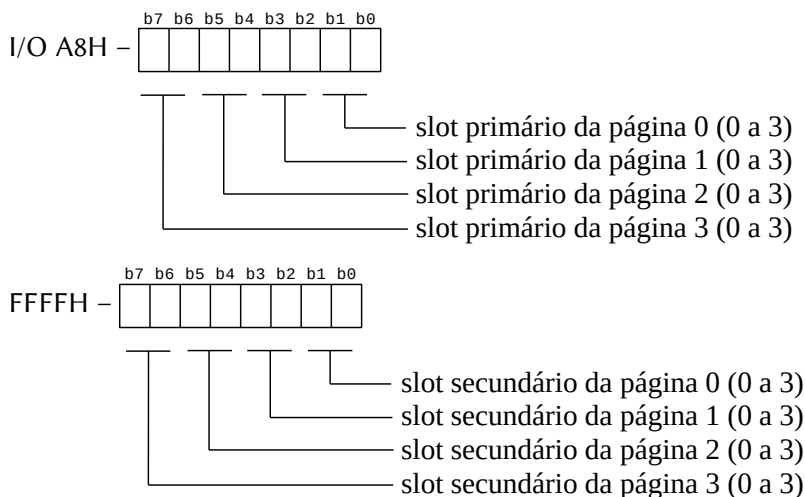 b7 b6 b5 b4 b3 b2 b1 b0
I/O A8H –
slot primário da página 0 (0 a 3)
slot primário da página 1 (0 a 3)
slot primário da página 2 (0 a 3)
slot primário da página 3 (0 a 3)
b7 b6 b5 b4 b3 b2 b1 b0
FFFFH –
slot secundário da página 0 (0 a 3)
slot secundário da página 1 (0 a 3)
slot secundário da página 2 (0 a 3)
slot secundário da página 3 (0 a 3)